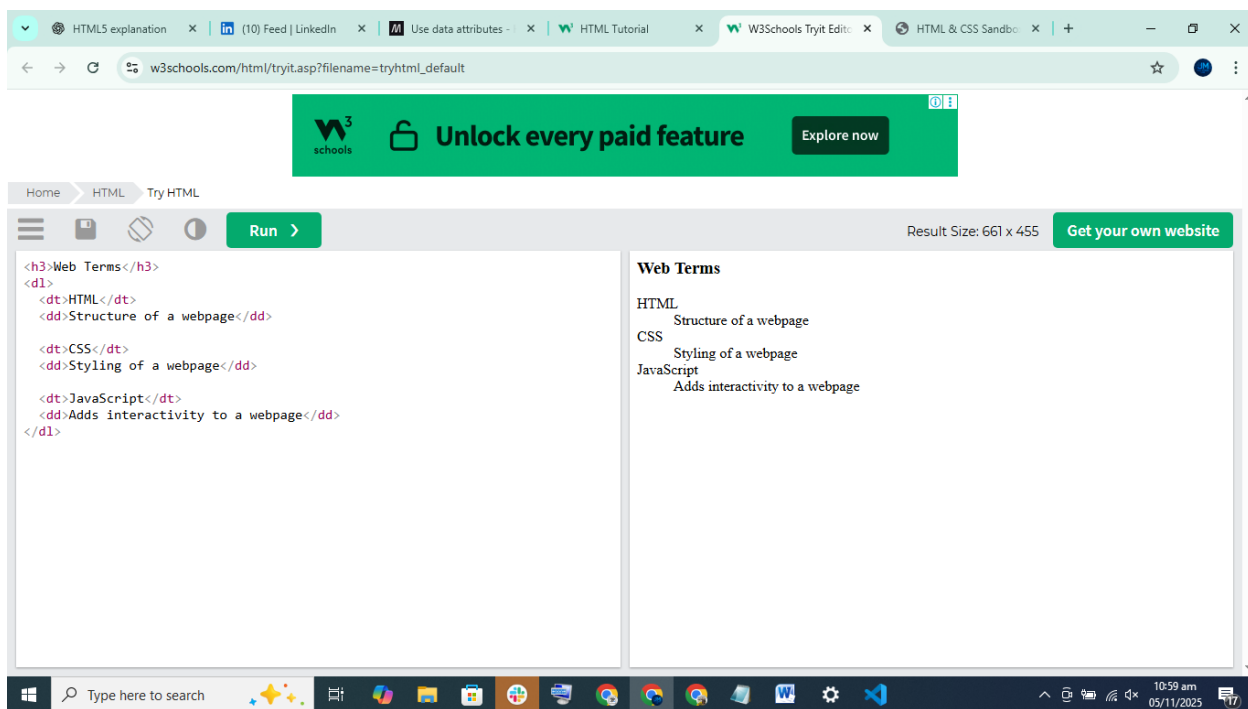 HTML5 explanation
(10) Feed | LinkedIn
Use data attributes -
HTML Tutorial
W3Schools Tryit Edito
HTML & CSS Sandbo
w3schools.com/html/tryit.asp?filename=tryhtml_default
JM
3
schools
Unlock every paid feature
Explore now
Home
HTML
Try HTML
Run ❯
Result Size: 661 x 455
Get your own website
<h3>Web Terms</h3>
<dl>
<dt>HTML</dt>
<dd>Structure of a webpage</dd>
<dt>CSS</dt>
<dd>Styling of a webpage</dd>
<dt>JavaScript</dt>
<dd>Adds interactivity to a webpage</dd>
</dl>
Web Terms
HTML
Structure of a webpage
CSS
Styling of a webpage
JavaScript
Adds interactivity to a webpage
Type here to search
10:59 am
05/11/2025
17